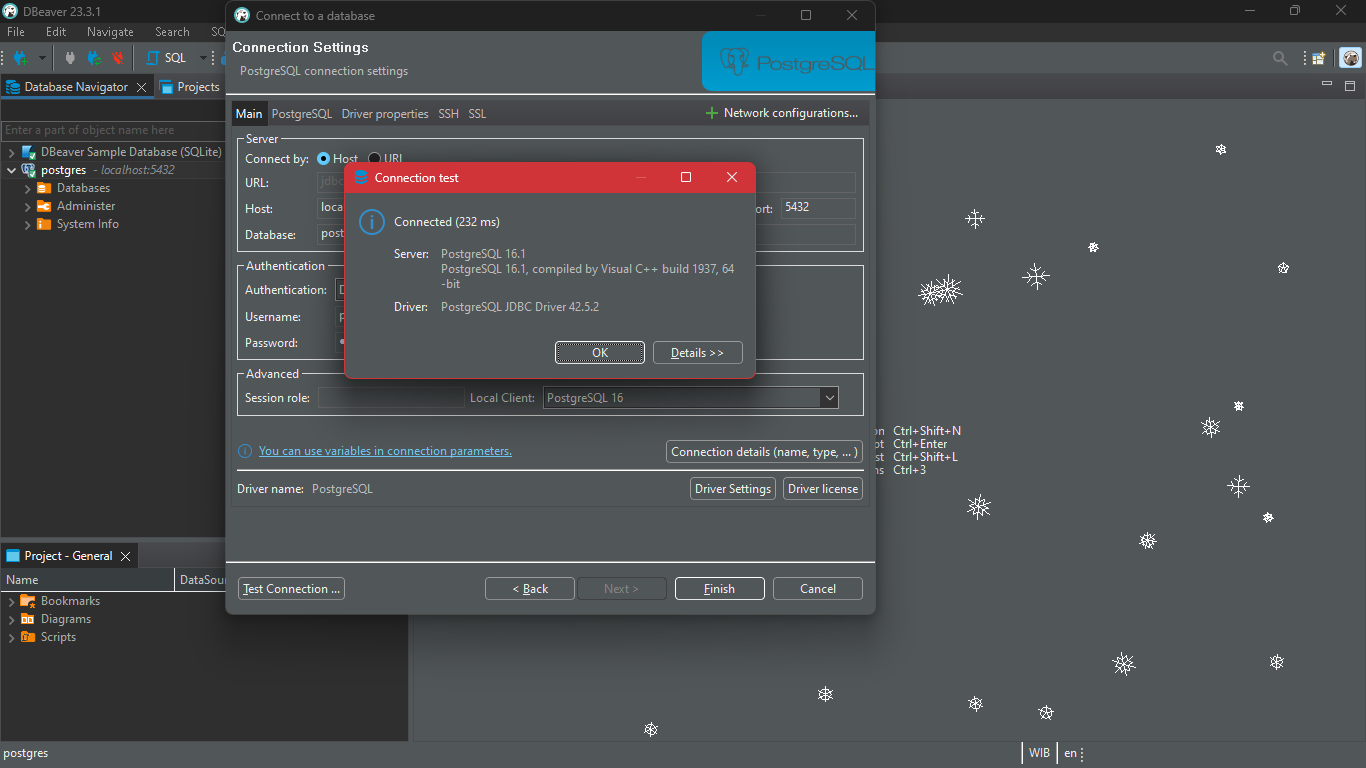 DBeaver 23.3.1
File Edit Navigate Search SQ
SQL
Database Navigator
Projects
Enter a part of object name here
DBeaver Sample Database (SQLite)
postgres - localhost:5432
Databases
Administer
System Info
Connect to a database
Connection Settings
PostgreSQL connection settings
PostgreSQL
Main PostgreSQL Driver properties SSH SSL
Network configurations...
Server
Connect by: Host URL
URL: jdbc
Host: loca
ort: 5432
Database: post
Authentication
Authentication:
Username:
Password:
Connection test
Connected (232 ms)
Server: PostgreSQL 16.1
PostgreSQL 16.1, compiled by Visual C++ build 1937, 64
-bit
Driver: PostgreSQL JDBC Driver 42.5.2
OK Details >>
Advanced
Session role: Local Client: PostgreSQL 16
You can use variables in connection parameters.
Connection details (name, type, ... )
Driver name: PostgreSQL
Driver Settings Driver license
Test Connection ... < Back Next > Finish Cancel
on Ctrl+Shift+N
pt Ctrl+Enter
st Ctrl+Shift+L
ns Ctrl+3
Project - General
Name DataSou
Bookmarks
Diagrams
Scripts
postgres
WIB en